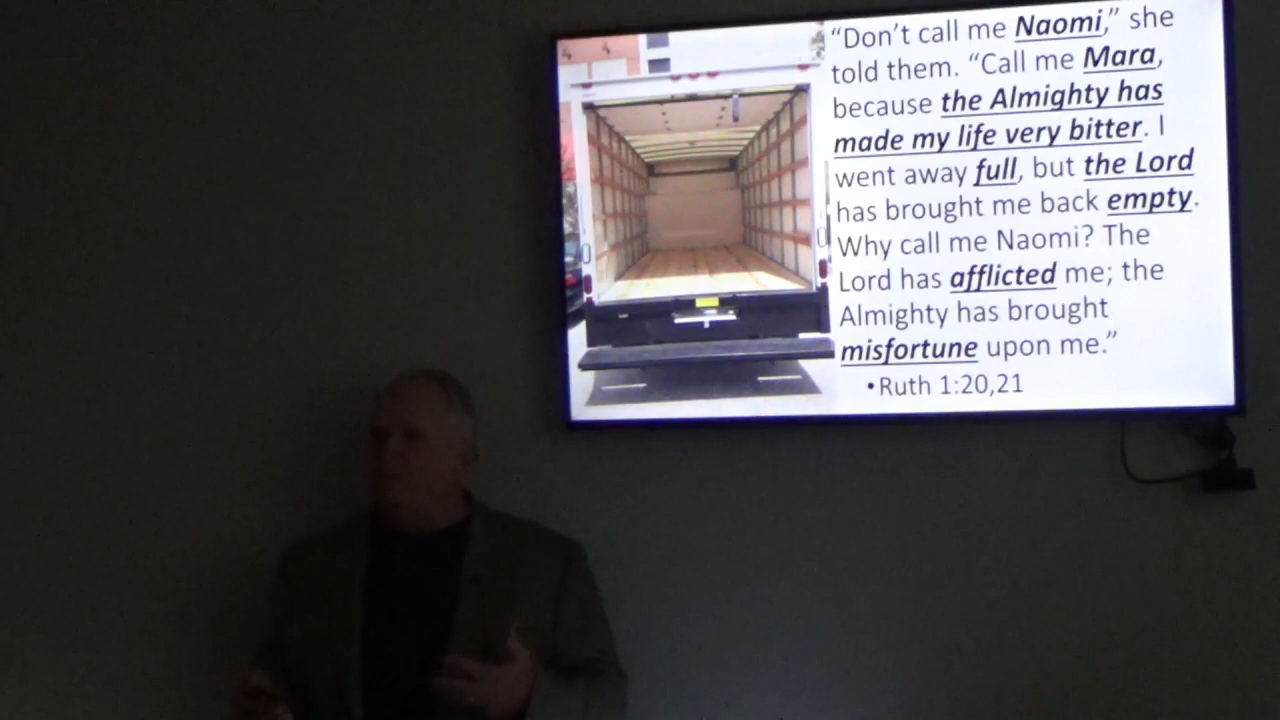 “Don’t call me Naomi,” she
told them. “Call me Mara,
because the Almighty has
made my life very bitter. I
went away full, but the Lord
has brought me back empty.
Why call me Naomi? The
Lord has afflicted me; the
Almighty has brought
misfortune upon me.”
•Ruth 1:20,21